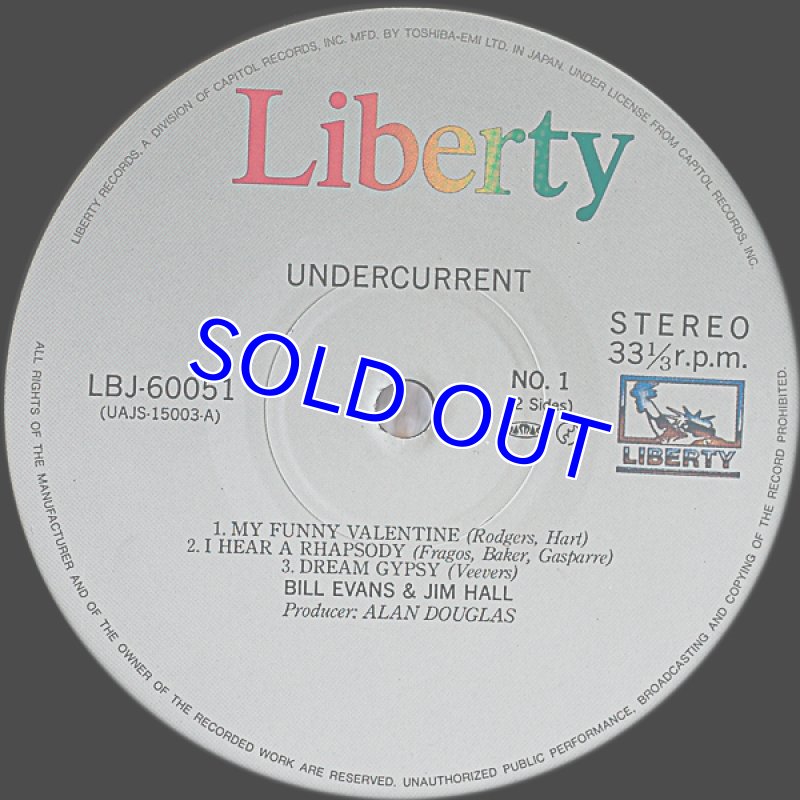 LIBERTY RECORDS, A DIVISION OF CAPITOL RECORDS, INC. MFD. BY TOSHIBA-EMI LTD. IN JAPAN. UNDER LICENSE FROM CAPITOL RECORDS, INC.
Liberty
UNDERCURRENT
STEREO
33⅓r.p.m.
LBJ-60051
(UAJS-15003-A)
NO. 1
(2 Sides)
SOLD OUT
JASRAC
LIBERTY
1. MY FUNNY VALENTINE (Rodgers, Hart)
2. I HEAR A RHAPSODY (Fragos, Baker, Gasparre)
3. DREAM GYPSY (Veevers)
BILL EVANS & JIM HALL
Producer: ALAN DOUGLAS
ALL RIGHTS OF THE MANUFACTURER AND OF THE OWNER OF THE RECORDED WORK ARE RESERVED. UNAUTHORIZED PUBLIC PERFORMANCE, BROADCASTING AND COPYING OF THE RECORD PROHIBITED.